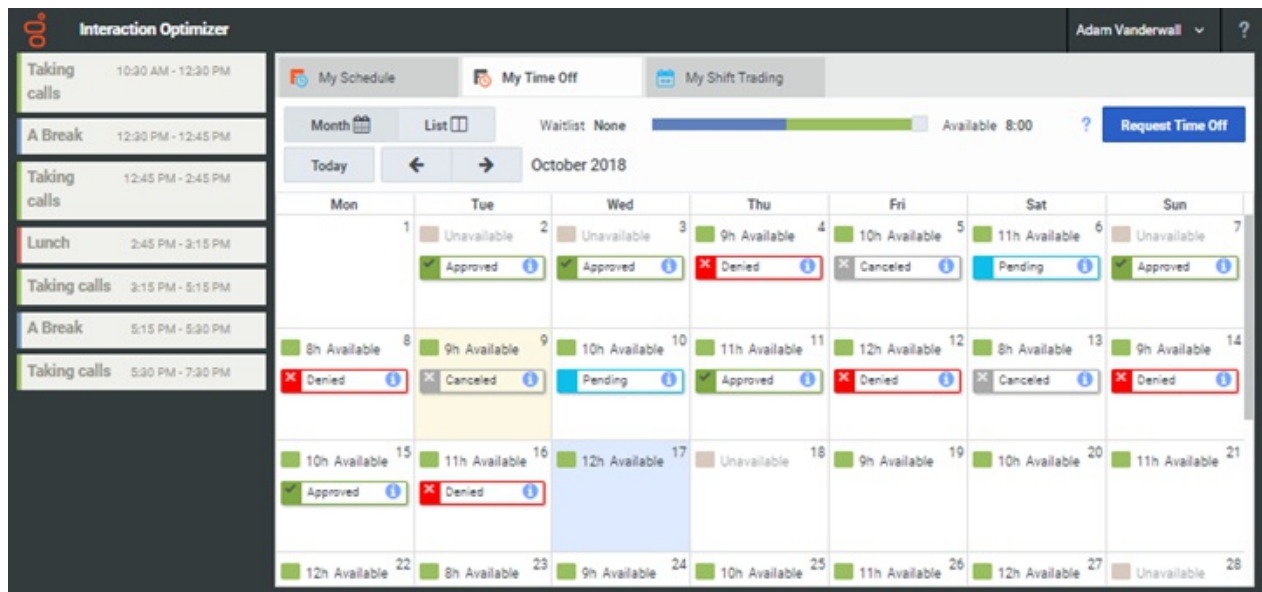 Interaction Optimizer
Adam Vanderwall
?
Taking calls 10:30 AM - 12:30 PM
A Break 12:30 PM - 12:45 PM
Taking calls 12:45 PM - 2:45 PM
Lunch 2:45 PM - 3:15 PM
Taking calls 3:15 PM - 5:15 PM
A Break 5:15 PM - 5:30 PM
Taking calls 5:30 PM - 7:30 PM
My Schedule My Time Off My Shift Trading
Month List Waitlist None Available 8:00 ? Request Time Off
Today October 2018
Mon Tue Wed Thu Fri Sat Sun
1 Unavailable 2 Unavailable 3 9h Available 4 10h Available 5 11h Available 6 Unavailable 7
Approved Approved Denied Canceled Pending Approved
8h Available 8 9h Available 9 10h Available 10 11h Available 11 12h Available 12 8h Available 13 9h Available 14
Denied Canceled Pending Approved Denied Canceled Denied
10h Available 15 11h Available 16 12h Available 17 Unavailable 18 9h Available 19 10h Available 20 11h Available 21
Approved Denied
12h Available 22 8h Available 23 9h Available 24 10h Available 25 11h Available 26 12h Available 27 Unavailable 28